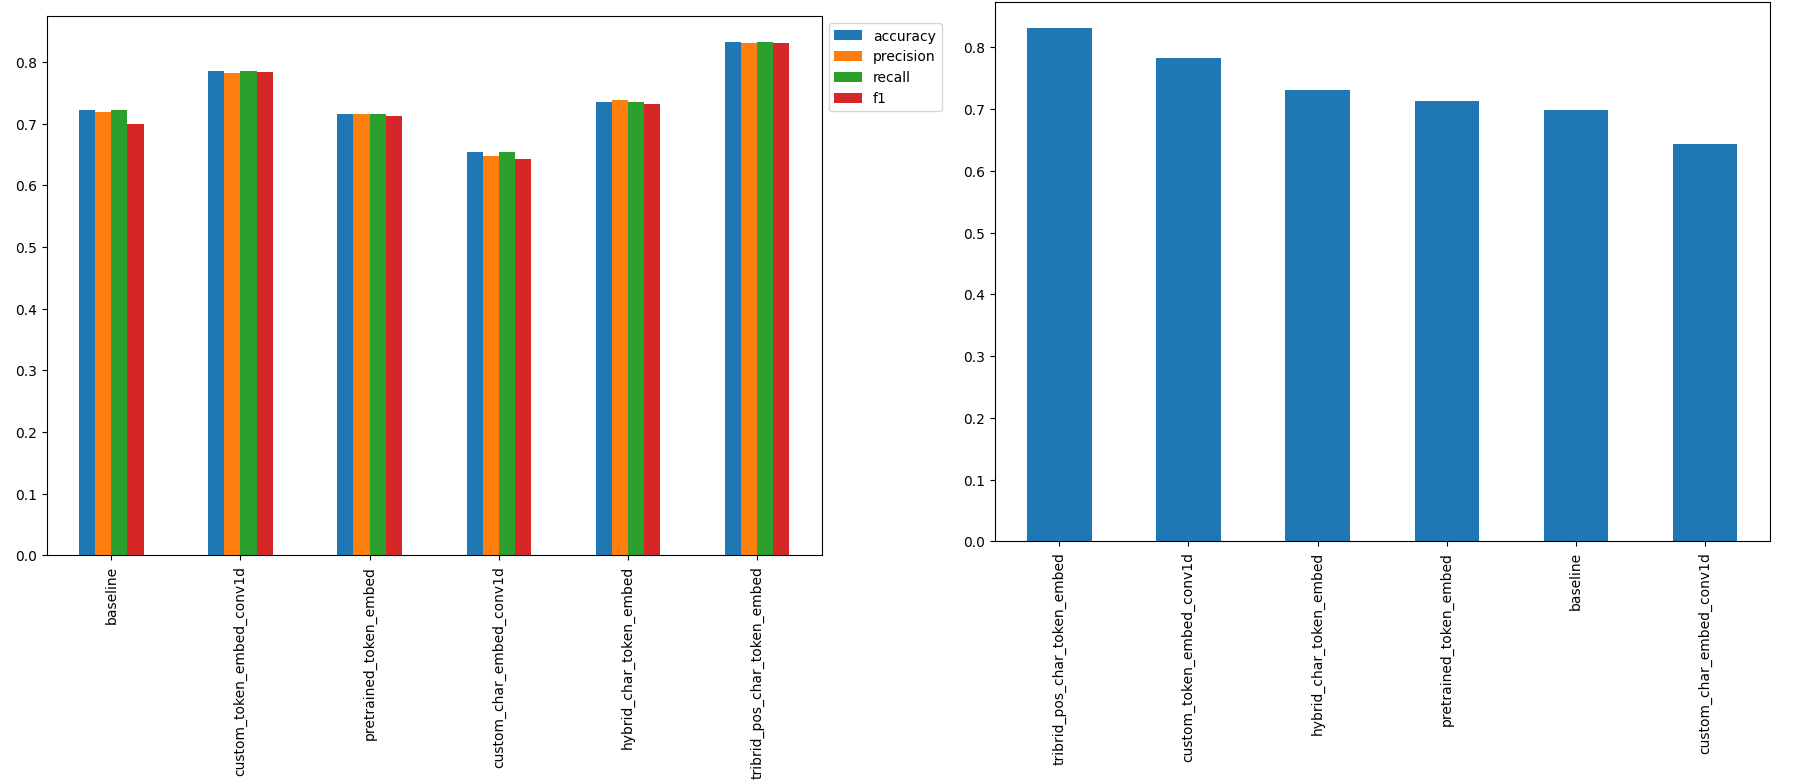 0.8
0.7
0.6
0.5
0.4
0.3
0.2
0.1
0.0
baseline
custom_token_embed_conv1d
pretrained_token_embed
custom_char_embed_conv1d
hybrid_char_token_embed
tribrid_pos_char_token_embed
accuracy
precision
recall
f1
0.8
0.7
0.6
0.5
0.4
0.3
0.2
0.1
0.0
tribrid_pos_char_token_embed
custom_token_embed_conv1d
hybrid_char_token_embed
pretrained_token_embed
baseline
custom_char_embed_conv1d